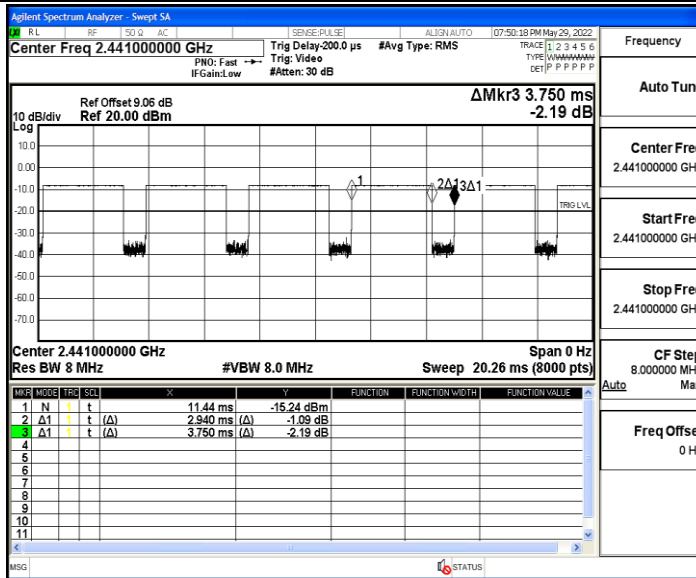 Agilent Spectrum Analyzer - Swept SA
RL RF 50 Ω AC SENSE:PULSE ALIGN AUTO 07:50:18 PM May 29, 2022
Center Freq 2.441000000 GHz
PNO: Fast
IFGain:Low
Trig Delay-200.0 µs
Trig: Video
#Atten: 30 dB
#Avg Type: RMS
TRACE 1 2 3 4 5 6
TYPE
DET P P P P P P
Ref Offset 9.06 dB
Ref 20.00 dBm
10 dB/div
Log
ΔMkr3 3.750 ms
-2.19 dB
10.0
0.00
-10.0
-20.0
-30.0
-40.0
-50.0
-60.0
-70.0
1
2Δ1
3Δ1
TRIG LVL
Center 2.441000000 GHz Span 0 Hz
Res BW 8 MHz #VBW 8.0 MHz Sweep 20.26 ms (8000 pts)
MKR MODE TRC SCL X Y FUNCTION FUNCTION WIDTH FUNCTION VALUE
1 N 1 t 11.44 ms -15.24 dBm
2 Δ1 1 t (Δ) 2.940 ms (Δ) -1.09 dB
3 Δ1 1 t (Δ) 3.750 ms (Δ) -2.19 dB
4
5
6
7
8
9
10
11
MSG STATUS
Frequency
Auto Tun
Center Fre
2.441000000 GH
Start Fre
2.441000000 GH
Stop Fre
2.441000000 GH
CF Step
8.000000 MH
Auto Ma
Freq Offse
0 H